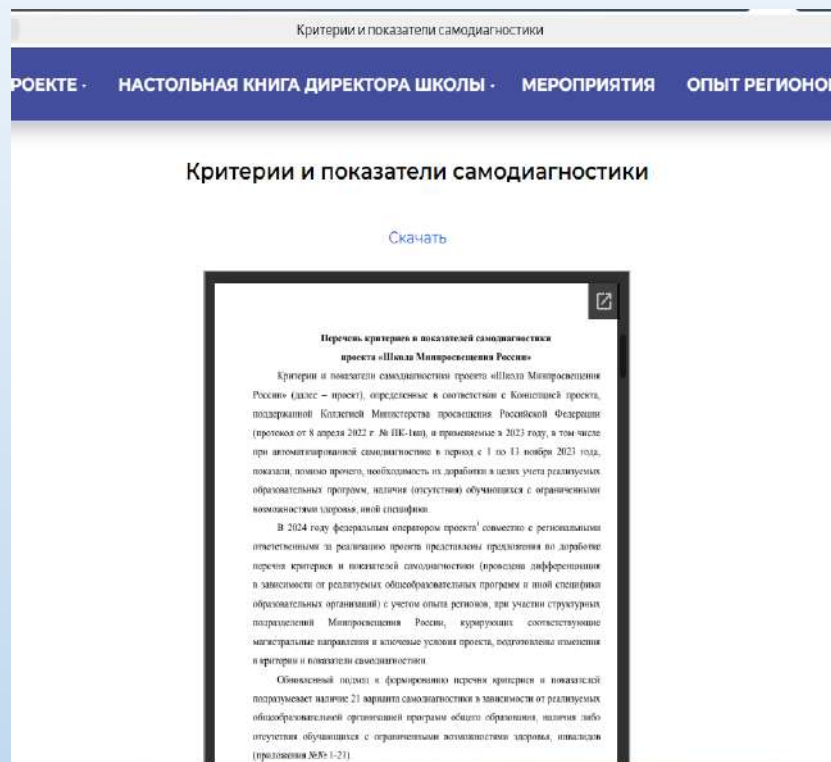 Критерии и показатели самодиагностики
РОЕКТЕ · НАСТОЛЬНАЯ КНИГА ДИРЕКТОРА ШКОЛЫ · МЕРОПРИЯТИЯ ОПЫТ РЕГИОНО
Критерии и показатели самодиагностики
Скачать
Перечень критериев и показателей самодиагностики
проекта «Школа Минпросвещения России»
Критерии и показатели самодиагностики проекта «Школа Минпросвещения
России» (далее – проект), определенные в соответствии с Концепцией проекта,
поддержанной Коллегией Министерства просвещения Российской Федерации
(протокол от 8 апреля 2022 г. № ПК-1вн), и применяемые в 2023 году, в том числе
при автоматизированной самодиагностике в период с 1 по 13 ноября 2023 года,
показали, помимо прочего, необходимость их доработки в целях учета реализуемых
образовательных программ, наличия (отсутствия) обучающихся с ограниченными
возможностями здоровья, иной специфики.
В 2024 году федеральным оператором проекта¹ совместно с региональными
ответственными за реализацию проекта представлены предложения по доработке
перечня критериев и показателей самодиагностики (проведена дифференциация
в зависимости от реализуемых общеобразовательных программ и иной специфики
образовательных организаций) с учетом опыта регионов, при участии структурных
подразделений Минпросвещения России, курирующих соответствующие
магистральные направления и ключевые условия проекта, подготовлены изменения
в критерии и показатели самодиагностики.
Обновленный подход к формированию перечня критериев и показателей
подразумевает наличие 21 варианта самодиагностики в зависимости от реализуемых
общеобразовательной организацией программ общего образования, наличия либо
отсутствия обучающихся с ограниченными возможностями здоровья, инвалидов
(приложения №№ 1-21)